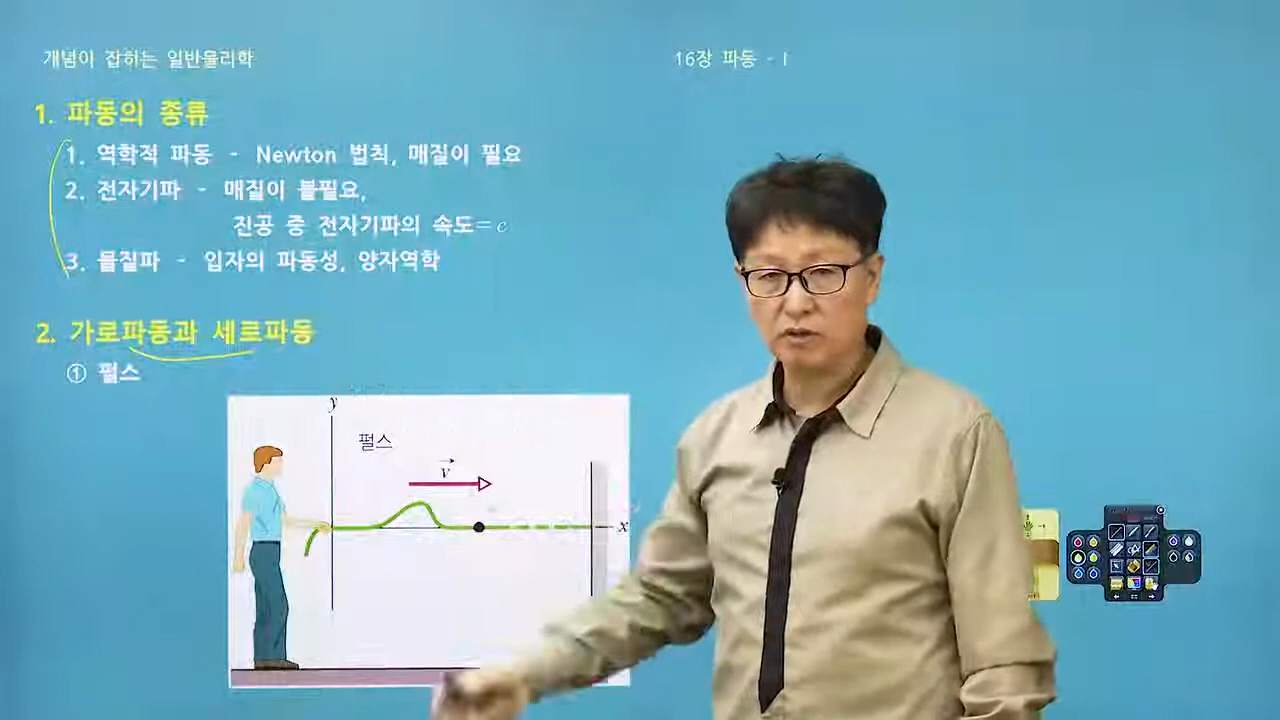 개념이 잡히는 일반물리학
16장 파동 - I
1. 파동의 종류
1. 역학적 파동 - Newton 법칙, 매질이 필요
2. 전자기파 - 매질이 불필요,
진공 중 전자기파의 속도=c
3. 물질파 - 입자의 파동성, 양자역학
2. 가로파동과 세로파동
① 펄스
y
펄스
v
x